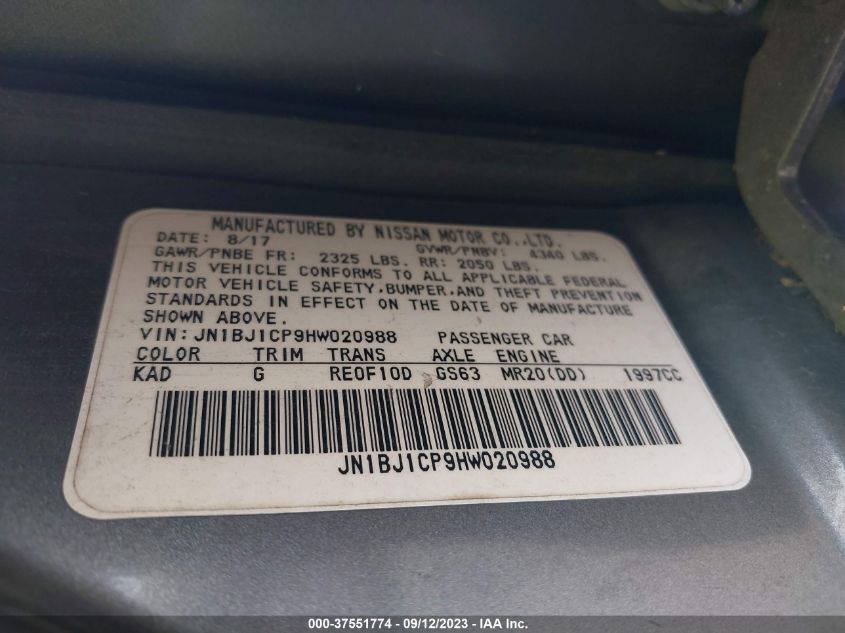 MANUFACTURED BY NISSAN MOTOR CO.,LTD.
DATE: 8/17 GVWR/PNBV: 4340 LBS.
GAWR/PNBE FR: 2325 LBS. RR: 2050 LBS.
THIS VEHICLE CONFORMS TO ALL APPLICABLE FEDERAL
MOTOR VEHICLE SAFETY,BUMPER,AND THEFT PREVENTION
STANDARDS IN EFFECT ON THE DATE OF MANUFACTURE
SHOWN ABOVE.
VIN: JN1BJ1CP9HW020988 PASSENGER CAR
COLOR TRIM TRANS AXLE ENGINE
KAD G RE0F10D GS63 MR20(DD) 1997CC
JN1BJ1CP9HW020988
000-37551774 - 09/12/2023 - IAA Inc.